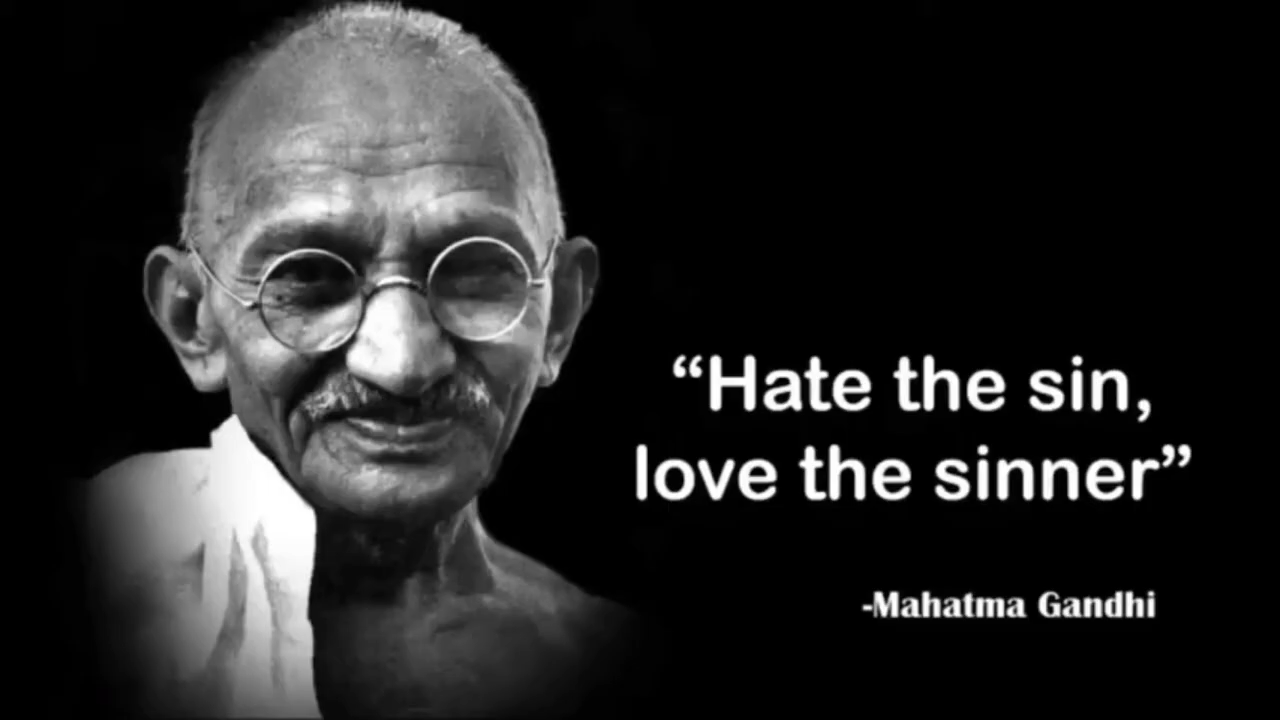 “Hate the sin,
love the sinner”
-Mahatma Gandhi